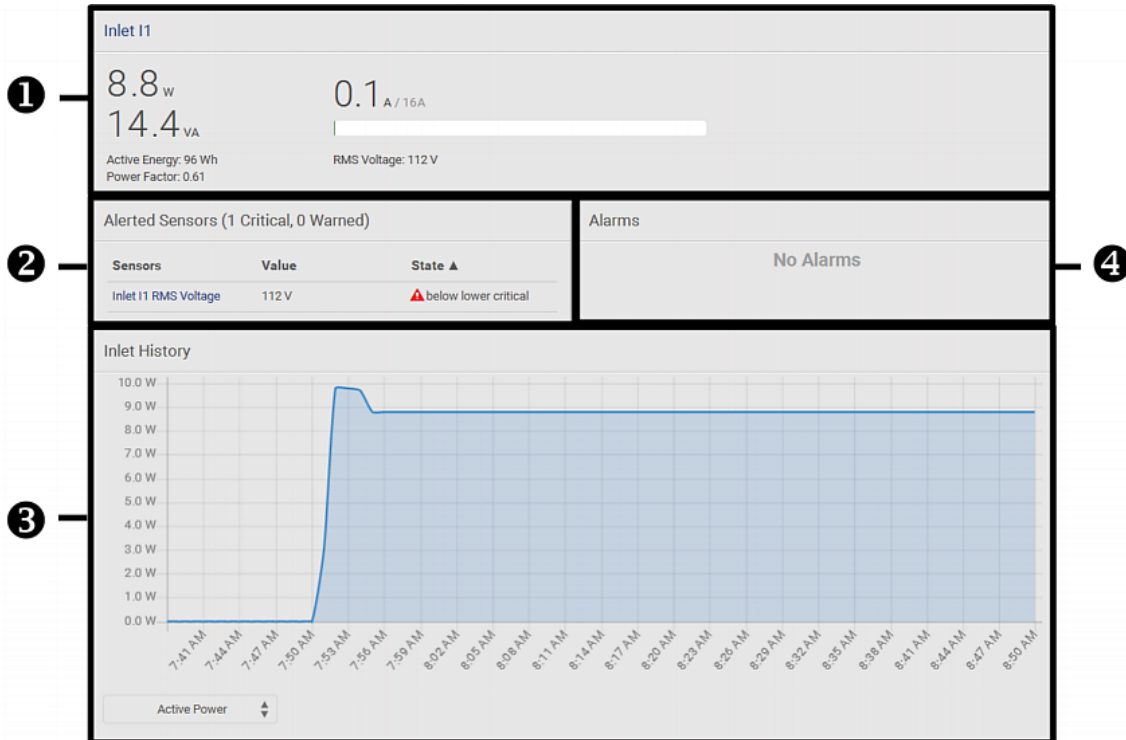 Inlet I1
❶
8.8 W
0.1 A / 16A
14.4 VA
Active Energy: 96 Wh
RMS Voltage: 112 V
Power Factor: 0.61
Alerted Sensors (1 Critical, 0 Warned)
Alarms
❷
Sensors Value State ▲
No Alarms
❹
Inlet I1 RMS Voltage 112 V below lower critical
Inlet History
❸
10.0 W
9.0 W
8.0 W
7.0 W
6.0 W
5.0 W
4.0 W
3.0 W
2.0 W
1.0 W
0.0 W
7:41 AM 7:44 AM 7:47 AM 7:50 AM 7:53 AM 7:56 AM 7:59 AM 8:02 AM 8:05 AM 8:08 AM 8:11 AM 8:14 AM 8:17 AM 8:20 AM 8:23 AM 8:26 AM 8:29 AM 8:32 AM 8:35 AM 8:38 AM 8:41 AM 8:44 AM 8:47 AM 8:50 AM
Active Power